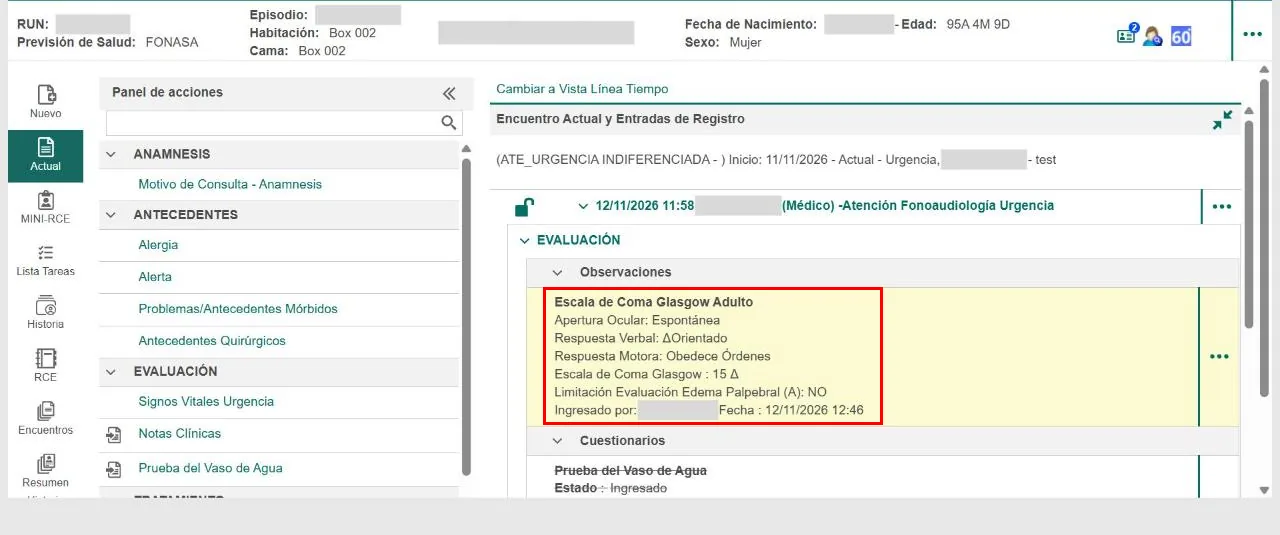 RUN:
Previsión de Salud: FONASA
Episodio:
Habitación: Box 002
Cama: Box 002
Fecha de Nacimiento: - Edad: 95A 4M 9D
Sexo: Mujer
2
60
Nuevo
Actual
MINI-RCE
Lista Tareas
Historia
RCE
Encuentros
Resumen
Panel de acciones
ANAMNESIS
Motivo de Consulta - Anamnesis
ANTECEDENTES
Alergia
Alerta
Problemas/Antecedentes Mórbidos
Antecedentes Quirúrgicos
EVALUACIÓN
Signos Vitales Urgencia
Notas Clínicas
Prueba del Vaso de Agua
TRATAMIENTO
Cambiar a Vista Línea Tiempo
Encuentro Actual y Entradas de Registro
(ATE_URGENCIA INDIFERENCIADA - ) Inicio: 11/11/2026 - Actual - Urgencia, - test
12/11/2026 11:58 (Médico) -Atención Fonoaudiología Urgencia
EVALUACIÓN
Observaciones
Escala de Coma Glasgow Adulto
Apertura Ocular: Espontánea
Respuesta Verbal: ΔOrientado
Respuesta Motora: Obedece Órdenes
Escala de Coma Glasgow : 15 Δ
Limitación Evaluación Edema Palpebral (A): NO
Ingresado por: Fecha : 12/11/2026 12:46
Cuestionarios
Prueba del Vaso de Agua
Estado : Ingresado